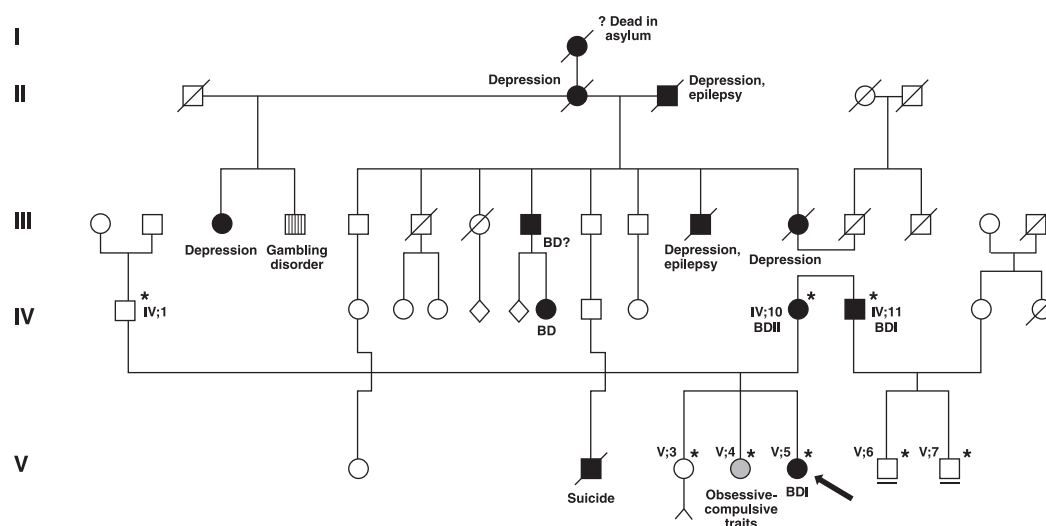 I
? Dead in
asylum
II
Depression
Depression,
epilepsy
III
Depression
Gambling
disorder
BD?
Depression,
epilepsy
Depression
IV
*
IV;1
BD
IV;10
*
BDII
*
IV;11
BDI
V
Suicide
V;3
*
V;4
*
Obsessive-
compulsive
traits
V;5
*
BDI
V;6
*
V;7
*